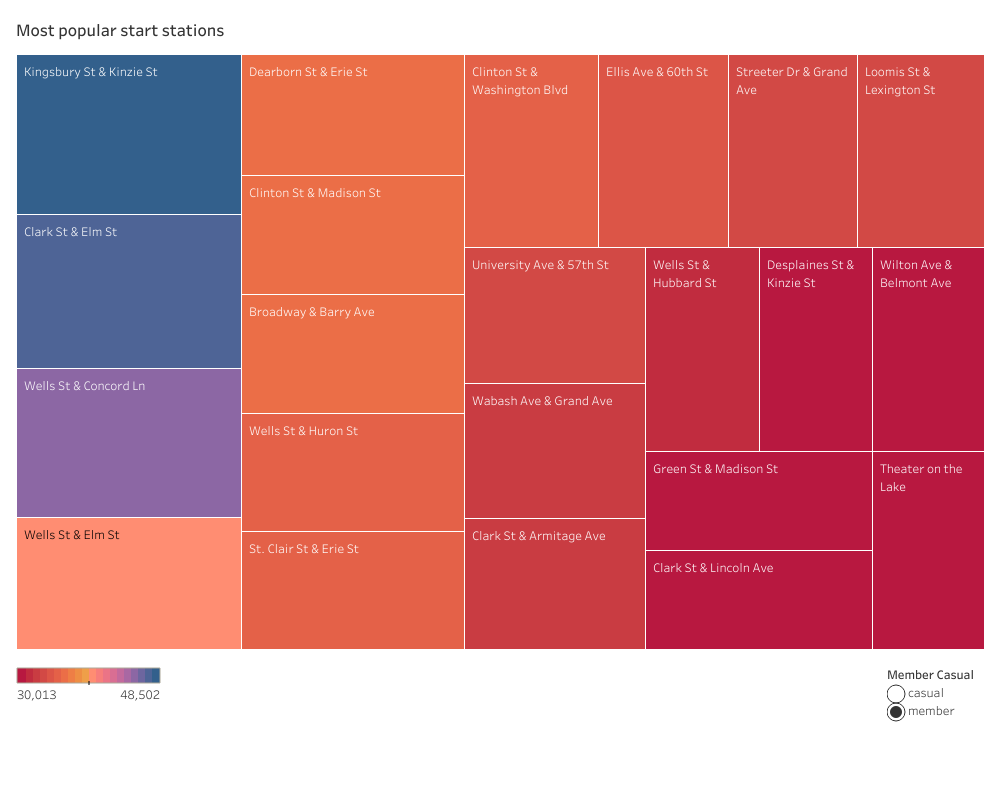 Most popular start stations
Kingsbury St & Kinzie St
Clark St & Elm St
Wells St & Concord Ln
Wells St & Elm St
Dearborn St & Erie St
Clinton St & Madison St
Broadway & Barry Ave
Wells St & Huron St
St. Clair St & Erie St
Clinton St &
Washington Blvd
Ellis Ave & 60th St
Streeter Dr & Grand
Ave
Loomis St &
Lexington St
University Ave & 57th St
Wabash Ave & Grand Ave
Clark St & Armitage Ave
Wells St &
Hubbard St
Desplaines St &
Kinzie St
Wilton Ave &
Belmont Ave
Green St & Madison St
Clark St & Lincoln Ave
Theater on the
Lake
30,013
48,502
Member Casual
casual
member